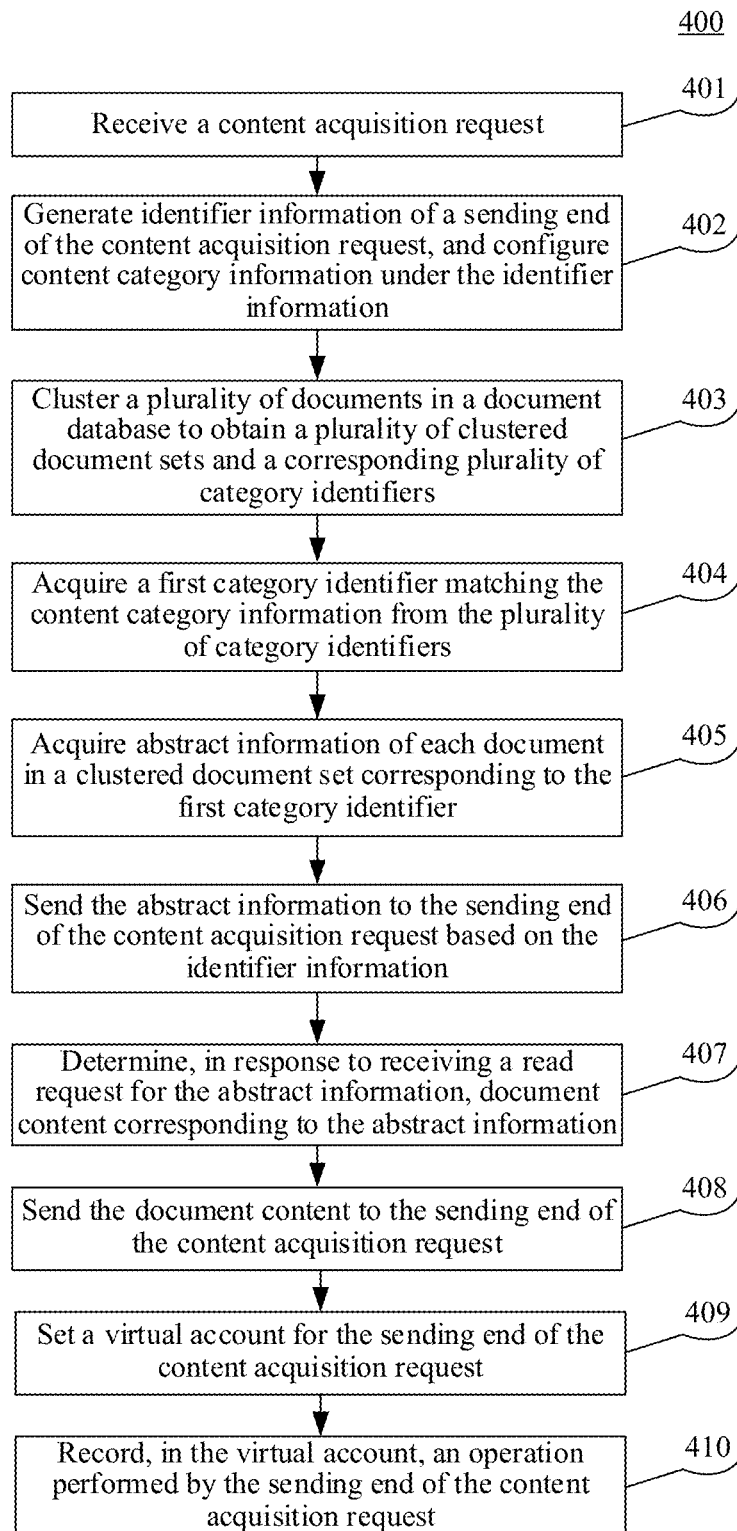 400
401
Receive a content acquisition request
Generate identifier information of a sending end
of the content acquisition request, and configure
content category information under the identifier
information
402
Cluster a plurality of documents in a document
database to obtain a plurality of clustered
document sets and a corresponding plurality of
category identifiers
403
Acquire a first category identifier matching the
content category information from the plurality
of category identifiers
404
Acquire abstract information of each document
in a clustered document set corresponding to the
first category identifier
405
Send the abstract information to the sending end
of the content acquisition request based on the
identifier information
406
Determine, in response to receiving a read
request for the abstract information, document
content corresponding to the abstract information
407
Send the document content to the sending end of
the content acquisition request
408
Set a virtual account for the sending end of the
content acquisition request
409
Record, in the virtual account, an operation
performed by the sending end of the content
acquisition request
410